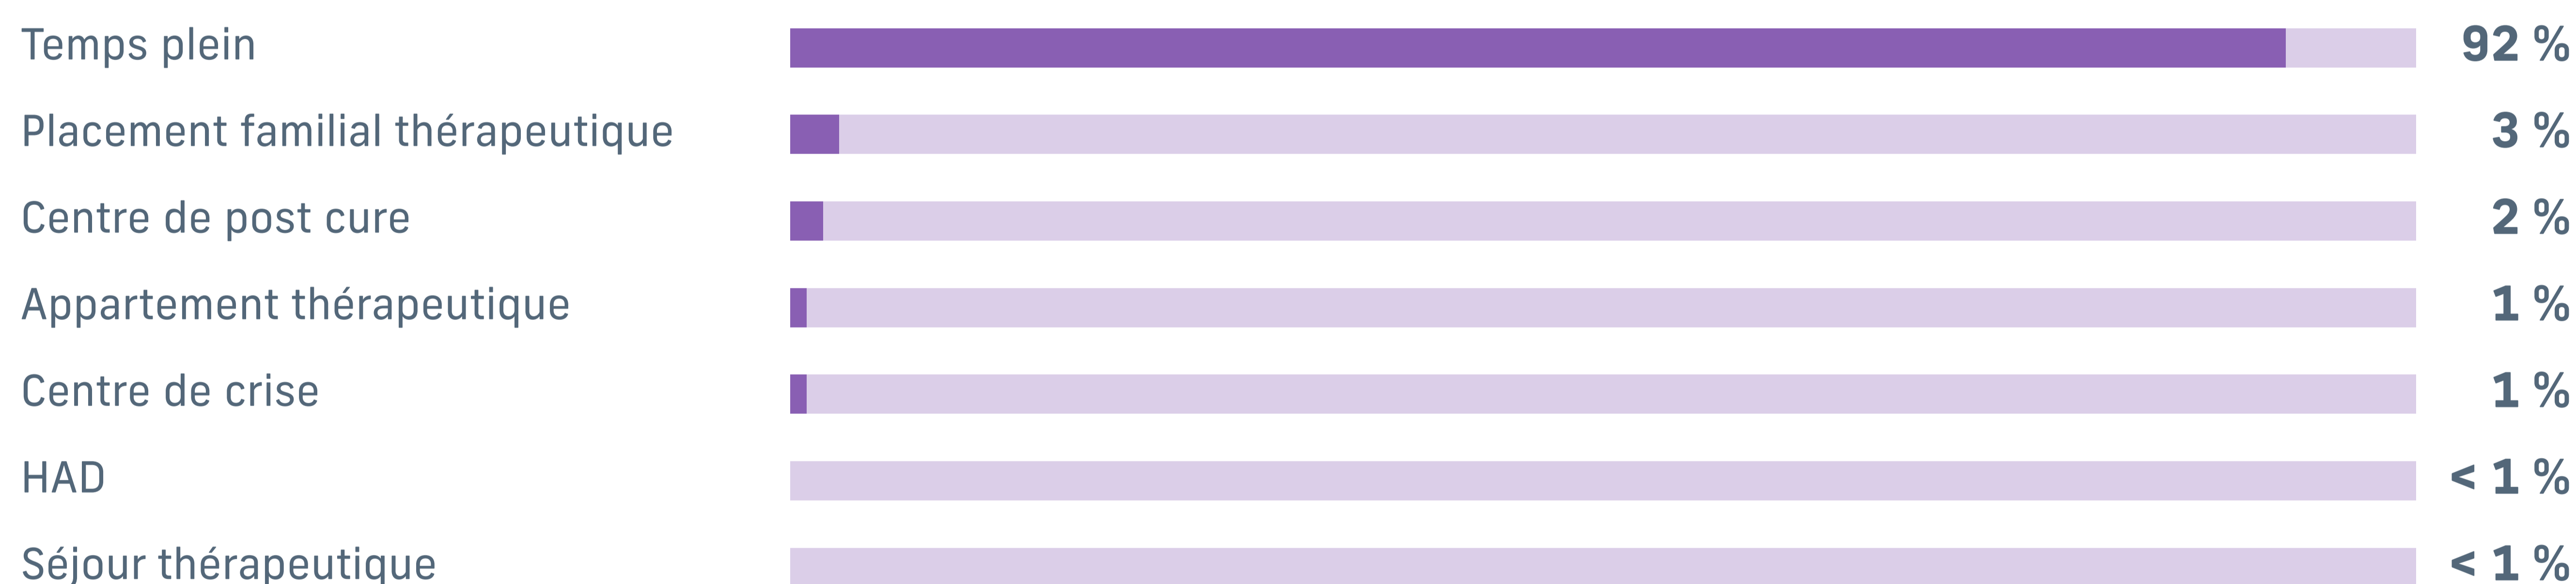 Temps plein 92 %
Placement familial thérapeutique 3 %
Centre de post cure 2 %
Appartement thérapeutique 1 %
Centre de crise 1 %
HAD < 1 %
Séjour thérapeutique < 1 %